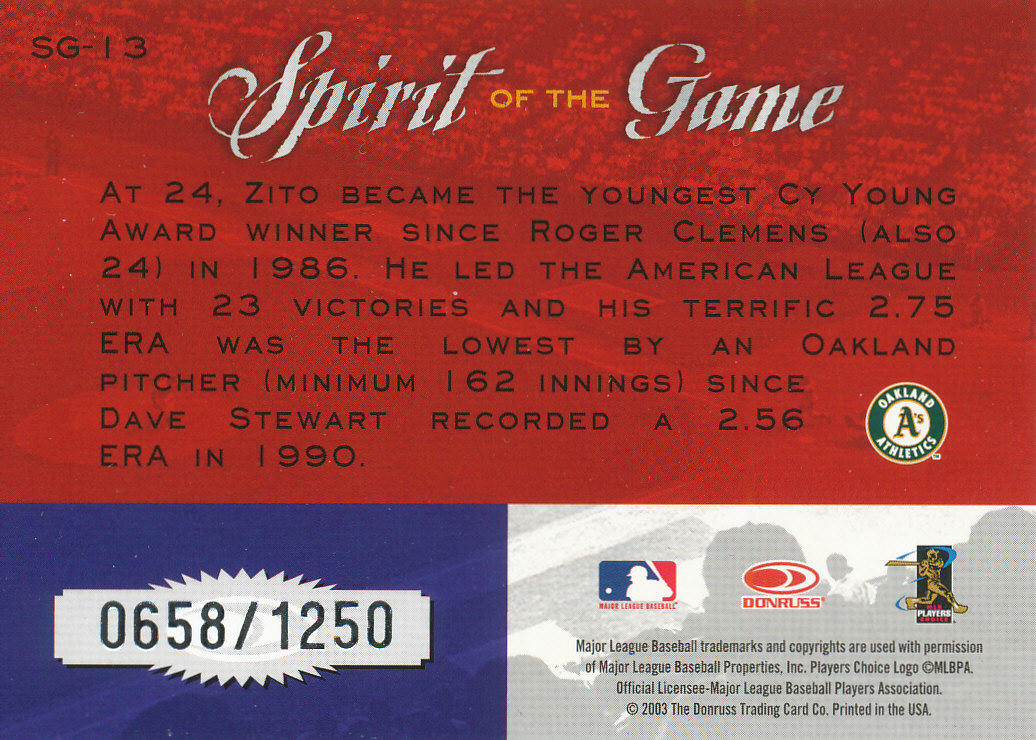 SG-13
Spirit OF THE Game
AT 24, ZITO BECAME THE YOUNGEST CY YOUNG
AWARD WINNER SINCE ROGER CLEMENS (ALSO
24) IN 1986. HE LED THE AMERICAN LEAGUE
WITH 23 VICTORIES AND HIS TERRIFIC 2.75
ERA WAS THE LOWEST BY AN OAKLAND
PITCHER (MINIMUM 162 INNINGS) SINCE
DAVE STEWART RECORDED A 2.56
ERA IN 1990.
OAKLAND
A's
ATHLETICS
TM
0658/1250
MAJOR LEAGUE BASEBALL
DONRUSS
MLB
PLAYERS
CHOICE
Major League Baseball trademarks and copyrights are used with permission
of Major League Baseball Properties, Inc. Players Choice Logo ©MLBPA.
Official Licensee-Major League Baseball Players Association.
© 2003 The Donruss Trading Card Co. Printed in the USA.